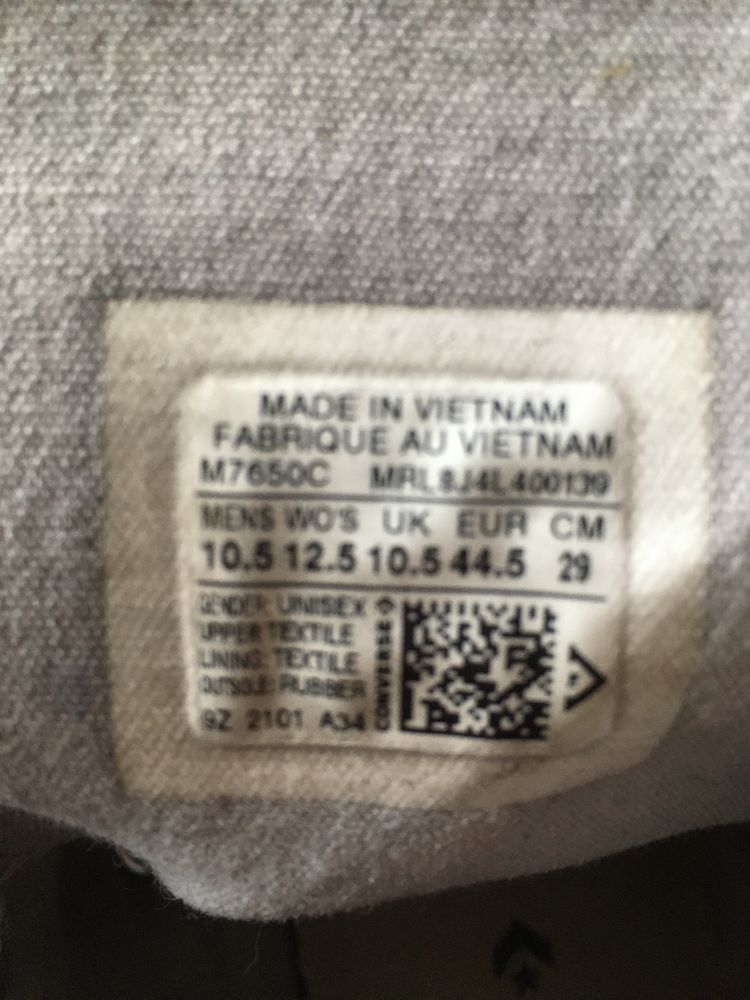 MADE IN VIETNAM
FABRIQUE AU VIETNAM
M7650C MRL8J4L400139
MENS WO'S UK EUR CM
10.5 12.5 10.5 44.5 29
GENDER: UNISEX
UPPER: TEXTILE
LINING: TEXTILE
OUTSOLE: RUBBER
9Z 2101 A34
CONVERSE